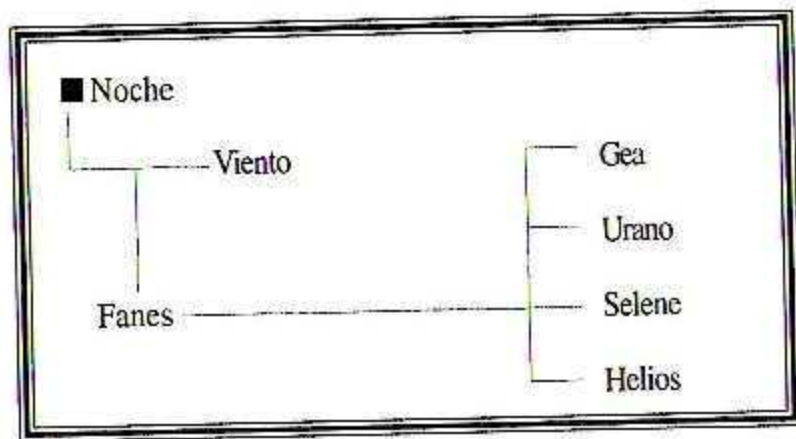 Noche
Viento
Gea
Urano
Fanes
Selene
Helios